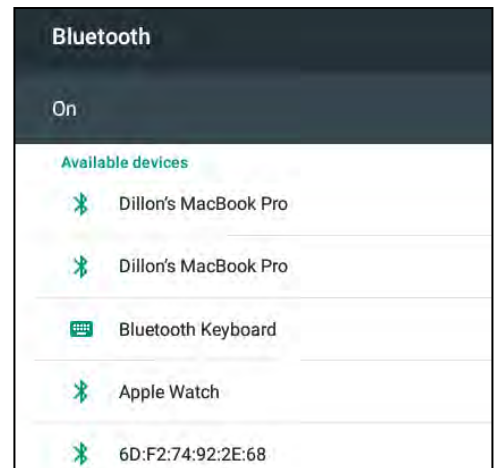 Bluetooth
On
Available devices
Dillon's MacBook Pro
Dillon's MacBook Pro
Bluetooth Keyboard
Apple Watch
6D:F2:74:92:2E:68